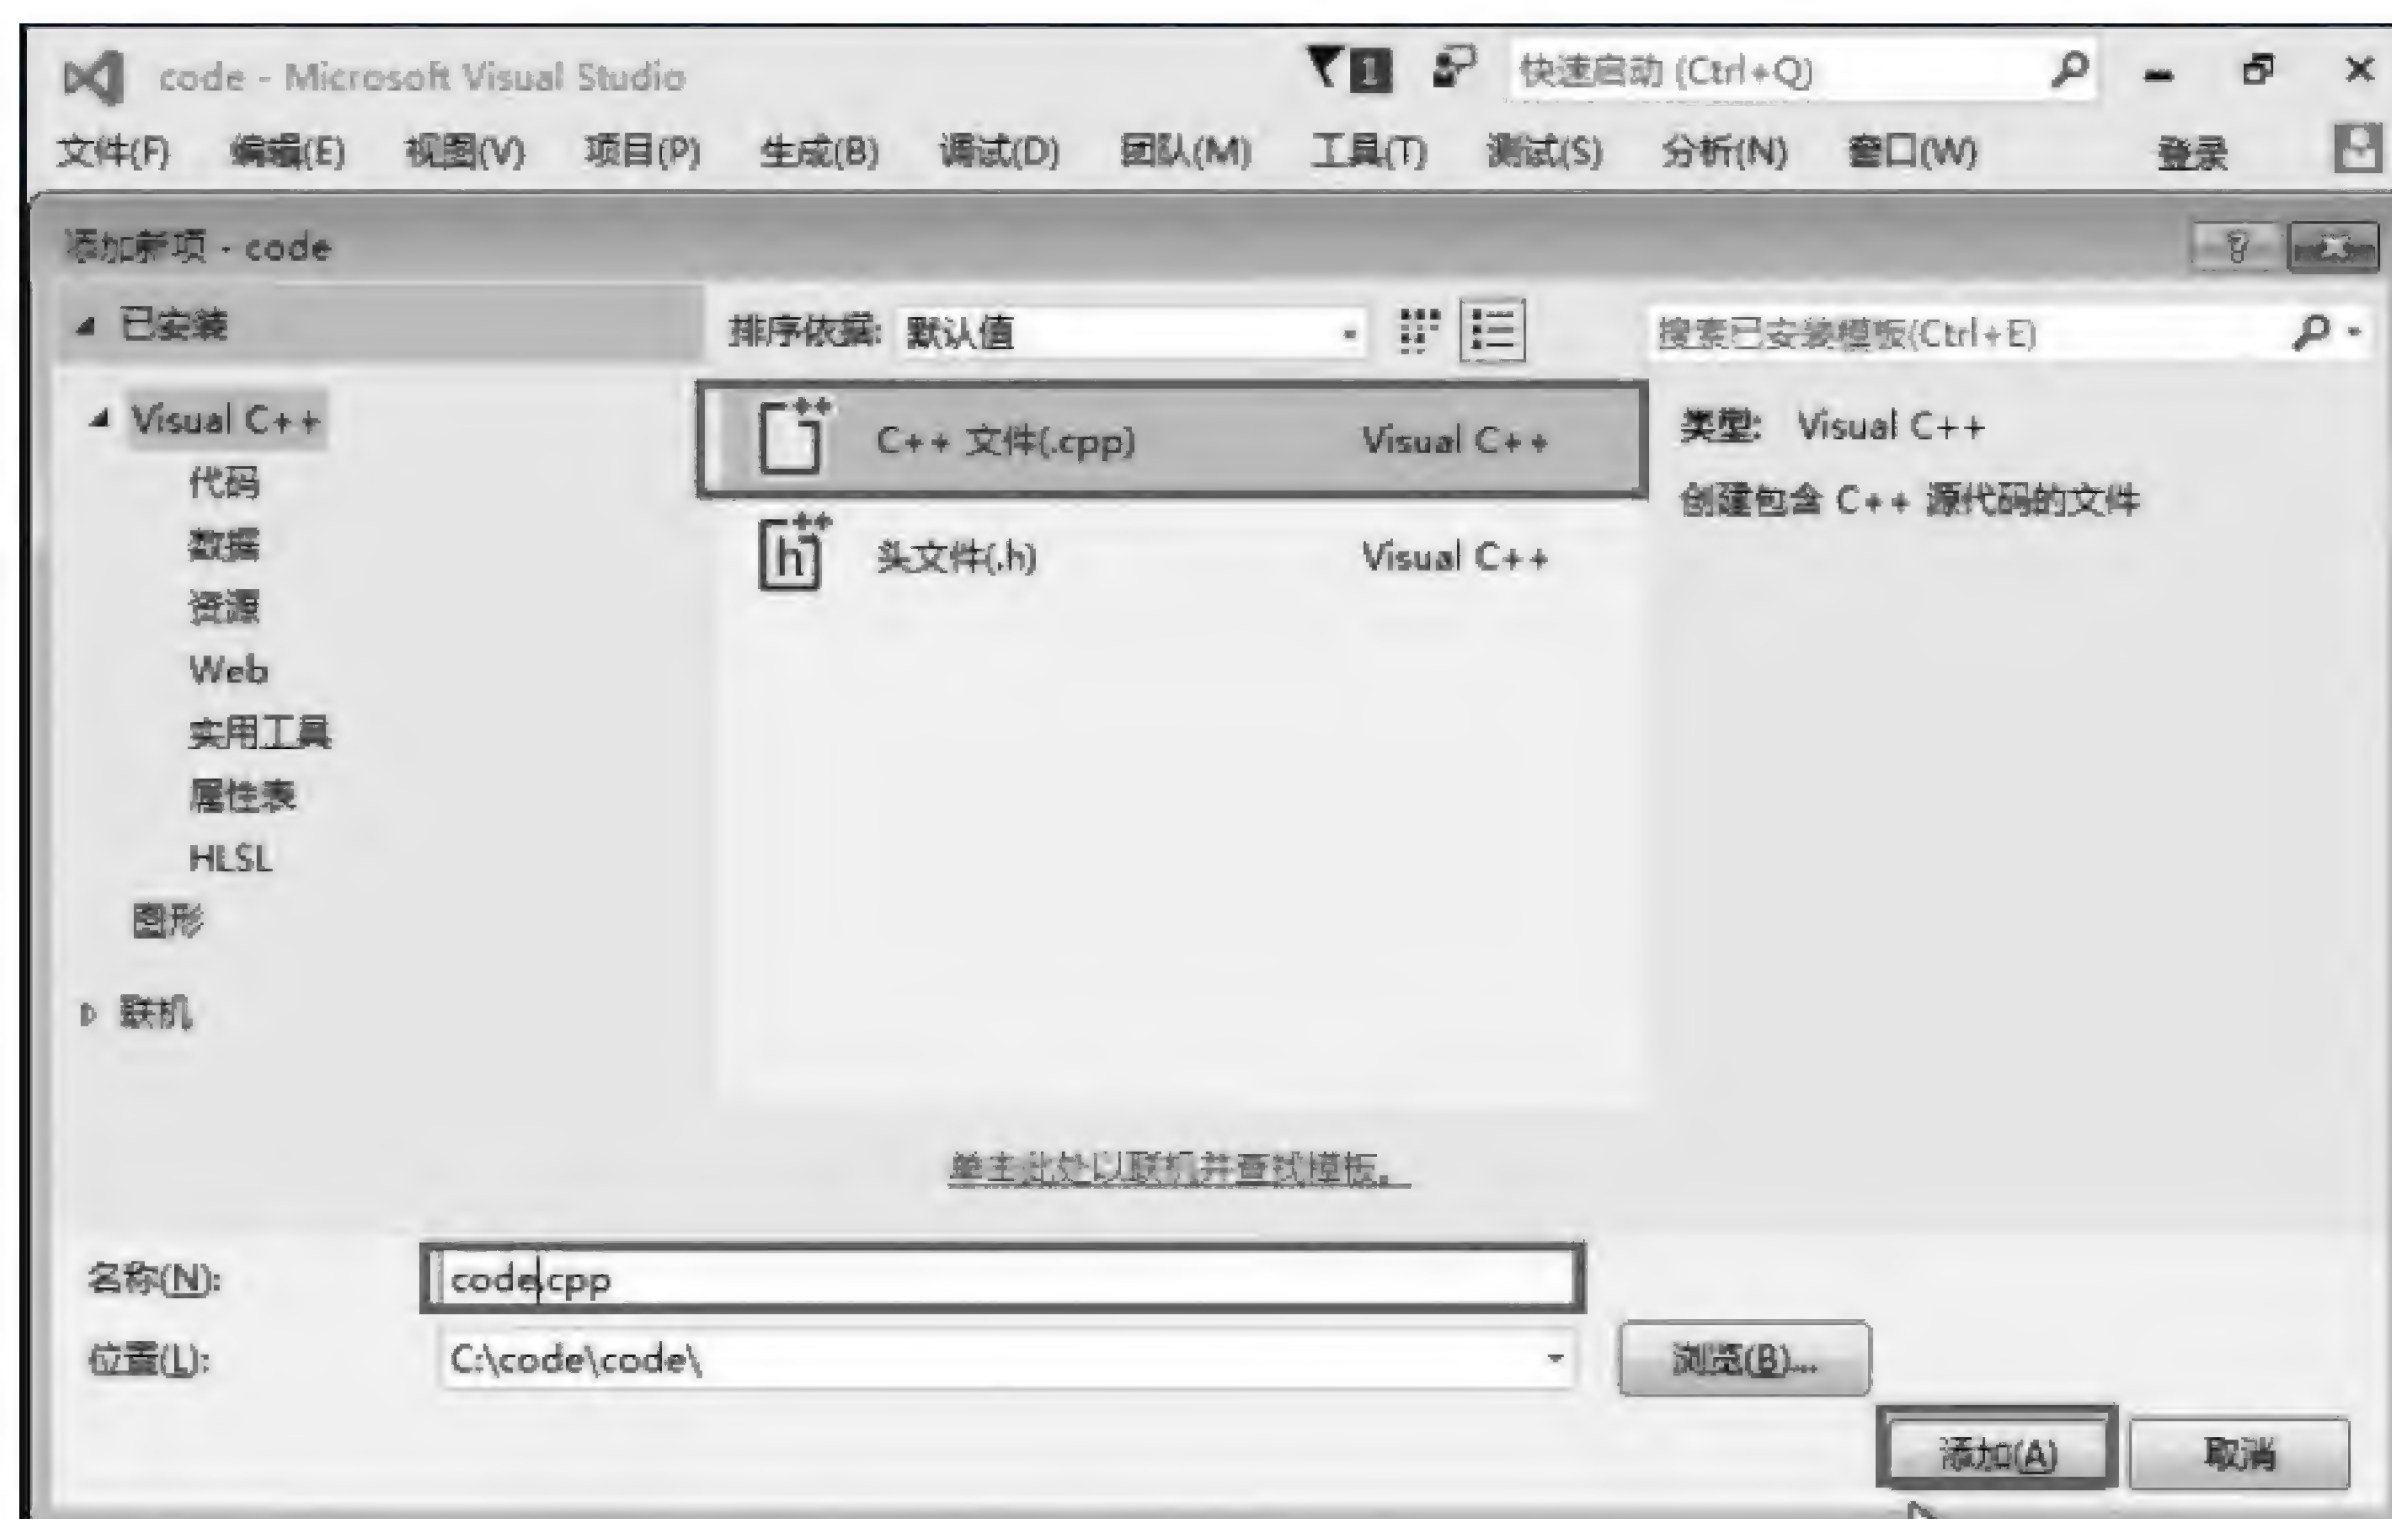 code - Microsoft Visual Studio
1
快速启动 (Ctrl+Q)
文件(F) 编辑(E) 视图(V) 项目(P) 生成(B) 调试(D) 团队(M) 工具(T) 测试(S) 分析(N) 窗口(W) 登录
添加新项 - code
?
已安装
排序依据: 默认值
搜索已安装模板(Ctrl+E)
Visual C++
代码
数据
资源
Web
实用工具
属性表
HLSL
图形
联机
C++ 文件(.cpp) Visual C++
头文件(.h) Visual C++
类型: Visual C++
创建包含 C++ 源代码的文件
单击此处以联机并查找模板。
名称(N): code.cpp
位置(L): C:\code\code\
浏览(B)...
添加(A) 取消